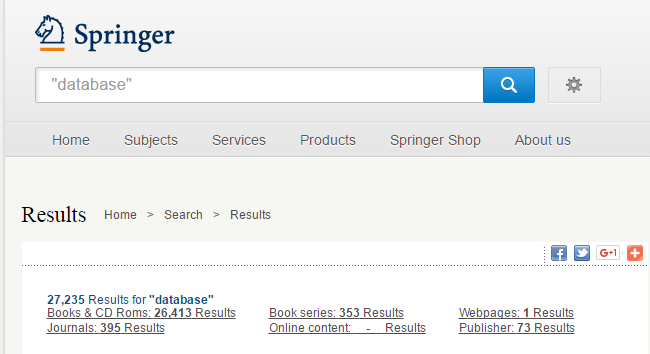 Springer
"database"
Home Subjects Services Products Springer Shop About us
Results Home > Search > Results
f G+1 +
27,235 Results for "database"
Books & CD Roms: 26,413 Results Book series: 353 Results Webpages: 1 Results
Journals: 395 Results Online content: - Results Publisher: 73 Results